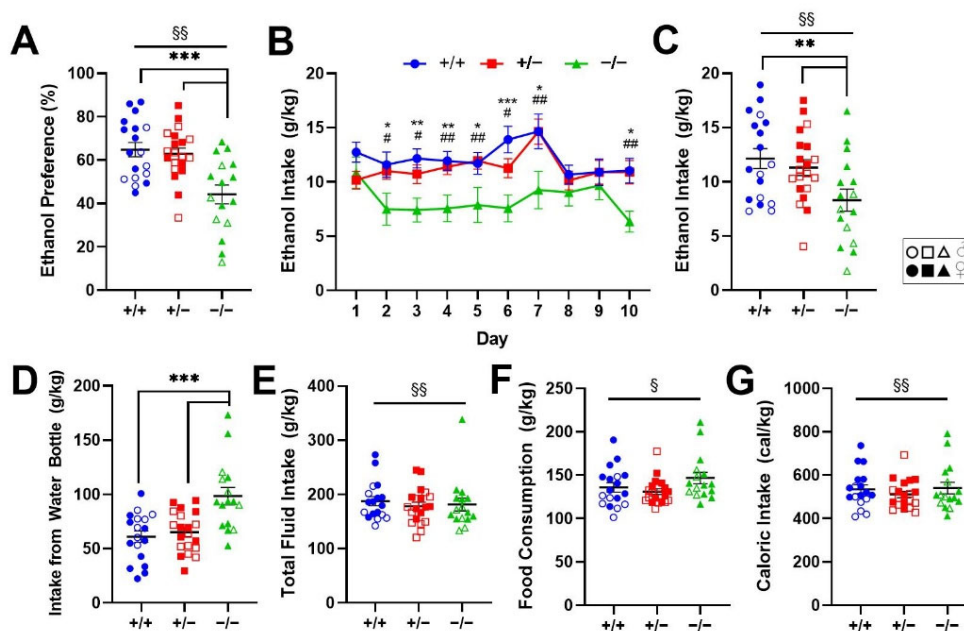 A
§§
***
Ethanol Preference (%)
100
80
60
40
20
0
+/+ +/− −/−
B
+/+ +/− −/−
Ethanol Intake (g/kg)
20
15
10
5
0
* ** ** * *** * *
# # ## ## # ## ##
1 2 3 4 5 6 7 8 9 10
Day
C
§§
**
Ethanol Intake (g/kg)
20
15
10
5
0
+/+ +/− −/−
♂
♀
D
***
Intake from Water Bottle (g/kg)
200
150
100
50
0
+/+ +/− −/−
E
§§
Total Fluid Intake (g/kg)
400
300
200
100
0
+/+ +/− −/−
F
§
Food Consumption (g/kg)
250
200
150
100
50
0
+/+ +/− −/−
G
§§
Caloric Intake (cal/kg)
1000
800
600
400
200
0
+/+ +/− −/−